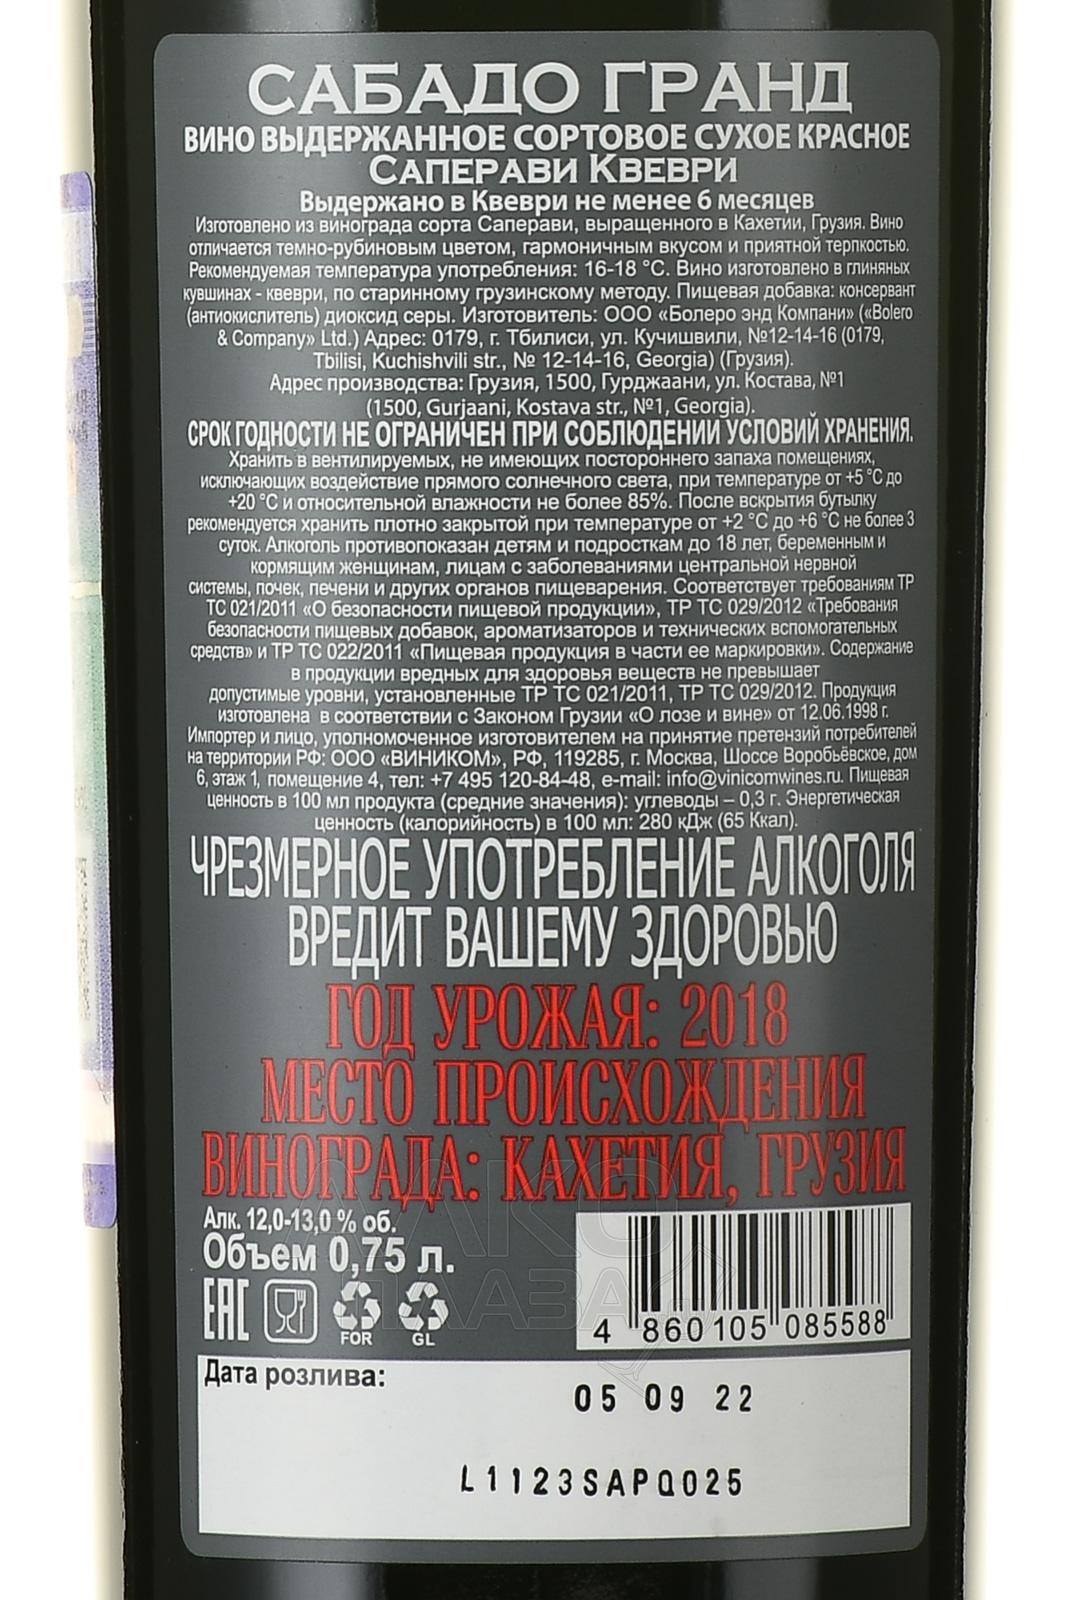 САБАДО ГРАНД
ВИНО ВЫДЕРЖАННОЕ СОРТОВОЕ СУХОЕ КРАСНОЕ
САПЕРАВИ КВЕВРИ
Выдержано в Квеври не менее 6 месяцев
Изготовлено из винограда сорта Саперави, выращенного в Кахетии, Грузия. Вино
отличается темно-рубиновым цветом, гармоничным вкусом и приятной терпкостью.
Рекомендуемая температура употребления: 16-18 °С. Вино изготовлено в глиняных
кувшинах - квеври, по старинному грузинскому методу. Пищевая добавка: консервант
(антиокислитель) диоксид серы. Изготовитель: ООО «Болеро энд Компани» («Bolero
& Company» Ltd.) Адрес: 0179, г. Тбилиси, ул. Кучишвили, №12-14-16 (0179,
Tbilisi, Kuchishvili str., № 12-14-16, Georgia) (Грузия).
Адрес производства: Грузия, 1500, Гурджаани, ул. Костава, №1
(1500, Gurjaani, Kostava str., №1, Georgia).
СРОК ГОДНОСТИ НЕ ОГРАНИЧЕН ПРИ СОБЛЮДЕНИИ УСЛОВИЙ ХРАНЕНИЯ.
Хранить в вентилируемых, не имеющих постороннего запаха помещениях,
исключающих воздействие прямого солнечного света, при температуре от +5 °С до
+20 °С и относительной влажности не более 85%. После вскрытия бутылку
рекомендуется хранить плотно закрытой при температуре от +2 °С до +6 °С не более 3
суток. Алкоголь противопоказан детям и подросткам до 18 лет, беременным и
кормящим женщинам, лицам с заболеваниями центральной нервной
системы, почек, печени и других органов пищеварения. Соответствует требованиям ТР
ТС 021/2011 «О безопасности пищевой продукции», ТР ТС 029/2012 «Требования
безопасности пищевых добавок, ароматизаторов и технических вспомогательных
средств» и ТР ТС 022/2011 «Пищевая продукция в части ее маркировки». Содержание
в продукции вредных для здоровья веществ не превышает
допустимые уровни, установленные ТР ТС 021/2011, ТР ТС 029/2012. Продукция
изготовлена в соответствии с Законом Грузии «О лозе и вине» от 12.06.1998 г.
Импортер и лицо, уполномоченное изготовителем на принятие претензий потребителей
на территории РФ: ООО «ВИНИКОМ», РФ, 119285, г. Москва, Шоссе Воробьёвское, дом
6, этаж 1, помещение 4, тел: +7 495 120-84-48, e-mail: info@vinicomwines.ru. Пищевая
ценность в 100 мл продукта (средние значения): углеводы – 0,3 г. Энергетическая
ценность (калорийность) в 100 мл: 280 кДж (65 Ккал).
ЧРЕЗМЕРНОЕ УПОТРЕБЛЕНИЕ АЛКОГОЛЯ
ВРЕДИТ ВАШЕМУ ЗДОРОВЬЮ
ГОД УРОЖАЯ: 2018
МЕСТО ПРОИСХОЖДЕНИЯ
ВИНОГРАДА: КАХЕТИЯ, ГРУЗИЯ
Алк. 12,0-13,0 % об.
Объем 0,75 л.
EAC
FOR
GL
4 860105 085588
АЛКО
ПЛАЗА
Дата розлива:
05 09 22
L1123SAPQ025